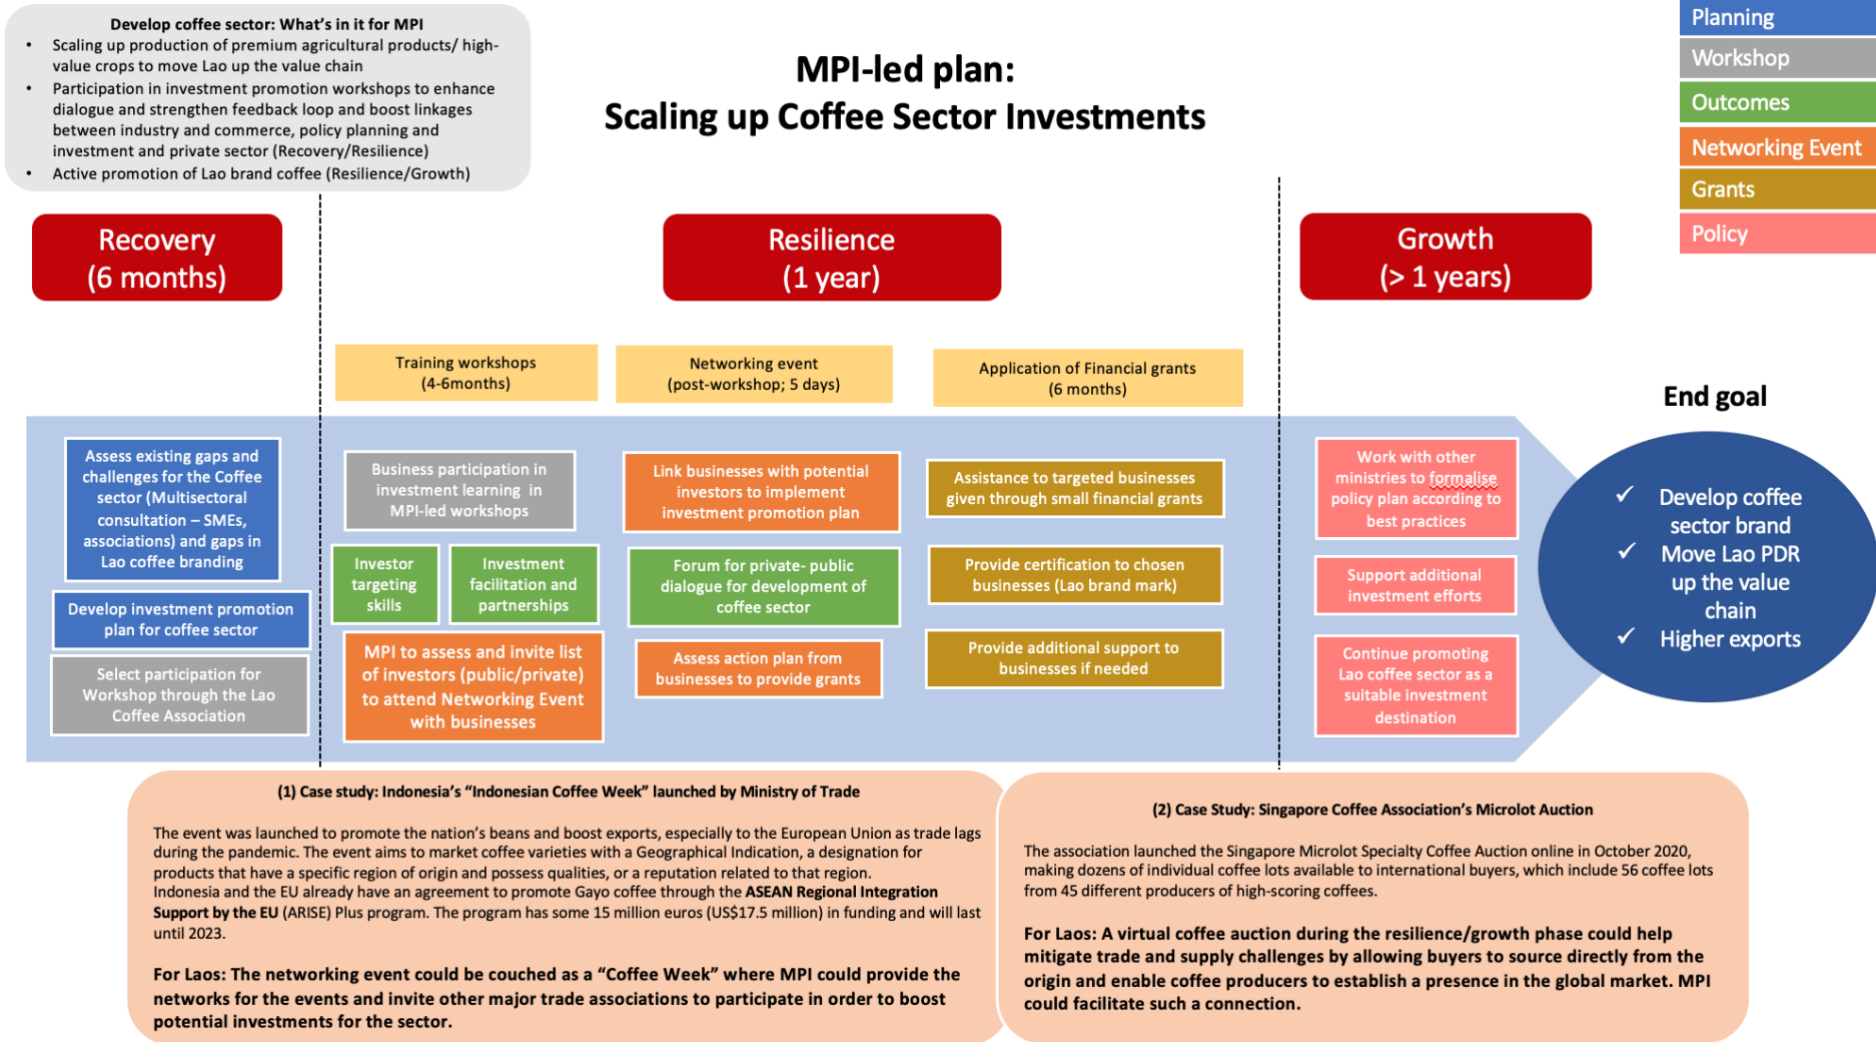 Develop coffee sector: What's in it for MPI
• Scaling up production of premium agricultural products/ high-
value crops to move Lao up the value chain
• Participation in investment promotion workshops to enhance
dialogue and strengthen feedback loop and boost linkages
between industry and commerce, policy planning and
investment and private sector (Recovery/Resilience)
• Active promotion of Lao brand coffee (Resilience/Growth)
MPI-led plan:
Scaling up Coffee Sector Investments
Planning
Workshop
Outcomes
Networking Event
Grants
Policy
Recovery
(6 months)
Resilience
(1 year)
Growth
(> 1 years)
Training workshops
(4-6months)
Networking event
(post-workshop; 5 days)
Application of Financial grants
(6 months)
Assess existing gaps and
challenges for the Coffee
sector (Multisectoral
consultation – SMEs,
associations) and gaps in
Lao coffee branding
Develop investment promotion
plan for coffee sector
Select participation for
Workshop through the Lao
Coffee Association
Business participation in
investment learning in
MPI-led workshops
Investor
targeting
skills
Investment
facilitation and
partnerships
MPI to assess and invite list
of investors (public/private)
to attend Networking Event
with businesses
Link businesses with potential
investors to implement
investment promotion plan
Forum for private- public
dialogue for development of
coffee sector
Assess action plan from
businesses to provide grants
Assistance to targeted businesses
given through small financial grants
Provide certification to chosen
businesses (Lao brand mark)
Provide additional support to
businesses if needed
Work with other
ministries to formalise
policy plan according to
best practices
Support additional
investment efforts
Continue promoting
Lao coffee sector as a
suitable investment
destination
End goal
✓ Develop coffee
sector brand
✓ Move Lao PDR
up the value
chain
✓ Higher exports
(1) Case study: Indonesia's "Indonesian Coffee Week" launched by Ministry of Trade
The event was launched to promote the nation's beans and boost exports, especially to the European Union as trade lags
during the pandemic. The event aims to market coffee varieties with a Geographical Indication, a designation for
products that have a specific region of origin and possess qualities, or a reputation related to that region.
Indonesia and the EU already have an agreement to promote Gayo coffee through the ASEAN Regional Integration
Support by the EU (ARISE) Plus program. The program has some 15 million euros (US$17.5 million) in funding and will last
until 2023.
For Laos: The networking event could be couched as a "Coffee Week" where MPI could provide the
networks for the events and invite other major trade associations to participate in order to boost
potential investments for the sector.
(2) Case Study: Singapore Coffee Association's Microlot Auction
The association launched the Singapore Microlot Specialty Coffee Auction online in October 2020,
making dozens of individual coffee lots available to international buyers, which include 56 coffee lots
from 45 different producers of high-scoring coffees.
For Laos: A virtual coffee auction during the resilience/growth phase could help
mitigate trade and supply challenges by allowing buyers to source directly from the
origin and enable coffee producers to establish a presence in the global market. MPI
could facilitate such a connection.